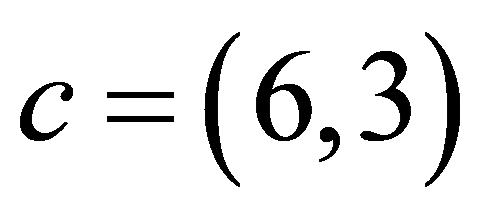 c = (6,3)